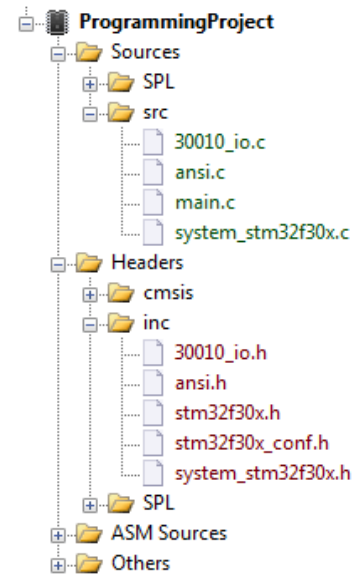 ProgrammingProject
Sources
SPL
src
30010_io.c
ansi.c
main.c
system_stm32f30x.c
Headers
cmsis
inc
30010_io.h
ansi.h
stm32f30x.h
stm32f30x_conf.h
system_stm32f30x.h
SPL
ASM Sources
Others